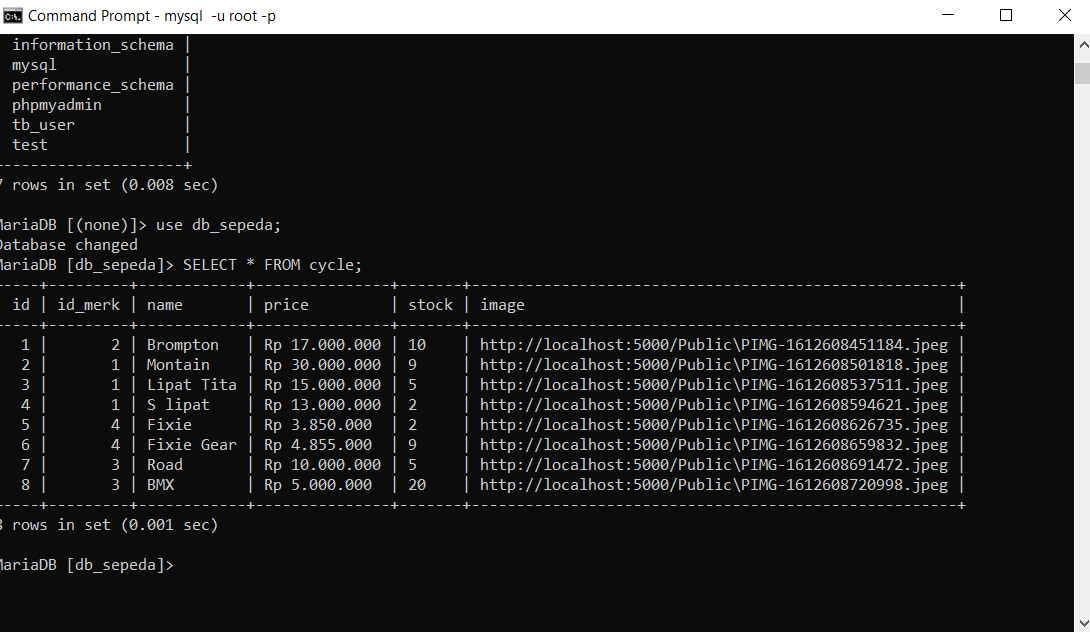 Command Prompt - mysql -u root -p
information_schema |
mysql |
performance_schema |
phpmyadmin |
tb_user |
test |
---------------------+
7 rows in set (0.008 sec)
MariaDB [(none)]> use db_sepeda;
Database changed
MariaDB [db_sepeda]> SELECT * FROM cycle;
-----+---------+------------+---------------+-------+------------------------------------------------------+
id | id_merk | name | price | stock | image |
-----+---------+------------+---------------+-------+------------------------------------------------------+
1 | 2 | Brompton | Rp 17.000.000 | 10 | http://localhost:5000/Public\PIMG-1612608451184.jpeg |
2 | 1 | Montain | Rp 30.000.000 | 9 | http://localhost:5000/Public\PIMG-1612608501818.jpeg |
3 | 1 | Lipat Tita | Rp 15.000.000 | 5 | http://localhost:5000/Public\PIMG-1612608537511.jpeg |
4 | 1 | S lipat | Rp 13.000.000 | 2 | http://localhost:5000/Public\PIMG-1612608594621.jpeg |
5 | 4 | Fixie | Rp 3.850.000 | 2 | http://localhost:5000/Public\PIMG-1612608626735.jpeg |
6 | 4 | Fixie Gear | Rp 4.855.000 | 9 | http://localhost:5000/Public\PIMG-1612608659832.jpeg |
7 | 3 | Road | Rp 10.000.000 | 5 | http://localhost:5000/Public\PIMG-1612608691472.jpeg |
8 | 3 | BMX | Rp 5.000.000 | 20 | http://localhost:5000/Public\PIMG-1612608720998.jpeg |
-----+---------+------------+---------------+-------+------------------------------------------------------+
8 rows in set (0.001 sec)
MariaDB [db_sepeda]>